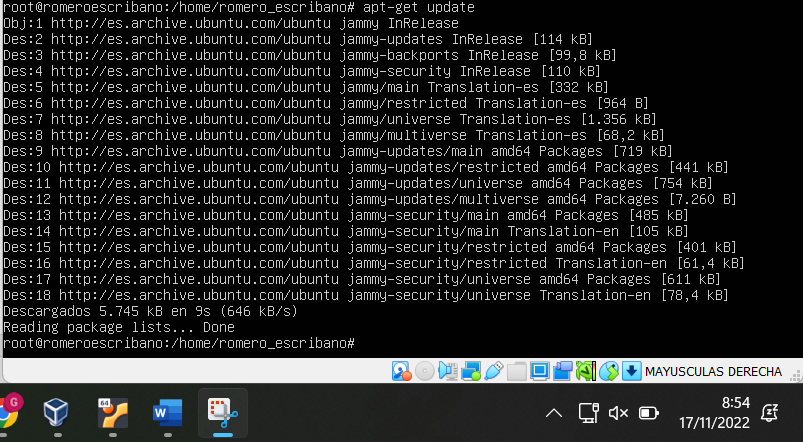 root@romeroescribano:/home/romero_escribano# apt-get update
Obj:1 http://es.archive.ubuntu.com/ubuntu jammy InRelease
Des:2 http://es.archive.ubuntu.com/ubuntu jammy-updates InRelease [114 kB]
Des:3 http://es.archive.ubuntu.com/ubuntu jammy-backports InRelease [99,8 kB]
Des:4 http://es.archive.ubuntu.com/ubuntu jammy-security InRelease [110 kB]
Des:5 http://es.archive.ubuntu.com/ubuntu jammy/main Translation-es [332 kB]
Des:6 http://es.archive.ubuntu.com/ubuntu jammy/restricted Translation-es [964 B]
Des:7 http://es.archive.ubuntu.com/ubuntu jammy/universe Translation-es [1.356 kB]
Des:8 http://es.archive.ubuntu.com/ubuntu jammy/multiverse Translation-es [68,2 kB]
Des:9 http://es.archive.ubuntu.com/ubuntu jammy-updates/main amd64 Packages [719 kB]
Des:10 http://es.archive.ubuntu.com/ubuntu jammy-updates/restricted amd64 Packages [441 kB]
Des:11 http://es.archive.ubuntu.com/ubuntu jammy-updates/universe amd64 Packages [754 kB]
Des:12 http://es.archive.ubuntu.com/ubuntu jammy-updates/multiverse amd64 Packages [7.260 B]
Des:13 http://es.archive.ubuntu.com/ubuntu jammy-security/main amd64 Packages [485 kB]
Des:14 http://es.archive.ubuntu.com/ubuntu jammy-security/main Translation-en [105 kB]
Des:15 http://es.archive.ubuntu.com/ubuntu jammy-security/restricted amd64 Packages [401 kB]
Des:16 http://es.archive.ubuntu.com/ubuntu jammy-security/restricted Translation-en [61,4 kB]
Des:17 http://es.archive.ubuntu.com/ubuntu jammy-security/universe amd64 Packages [611 kB]
Des:18 http://es.archive.ubuntu.com/ubuntu jammy-security/universe Translation-en [78,4 kB]
Descargados 5.745 kB en 9s (646 kB/s)
Reading package lists... Done
root@romeroescribano:/home/romero_escribano#
MAYUSCULAS DERECHA
G
64
W
8:54
17/11/2022